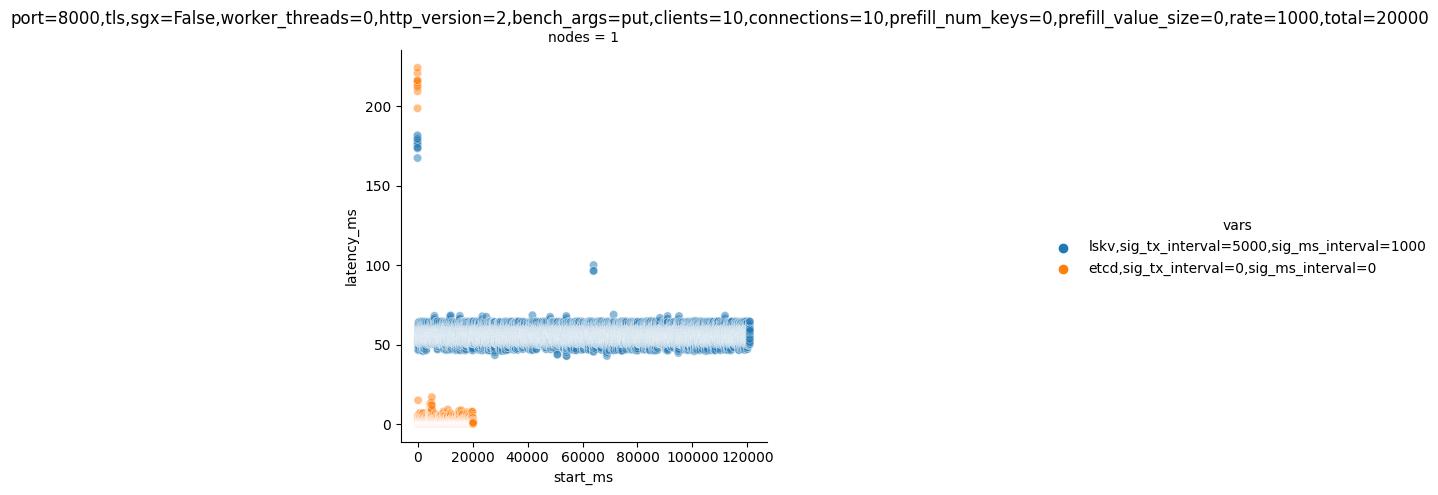 port=8000,tls,sgx=False,worker_threads=0,http_version=2,bench_args=put,clients=10,connections=10,prefill_num_keys=0,prefill_value_size=0,rate=1000,total=20000
nodes = 1
200
150
100
50
0
latency_ms
0 20000 40000 60000 80000 100000 120000
start_ms
vars
lskv,sig_tx_interval=5000,sig_ms_interval=1000
etcd,sig_tx_interval=0,sig_ms_interval=0